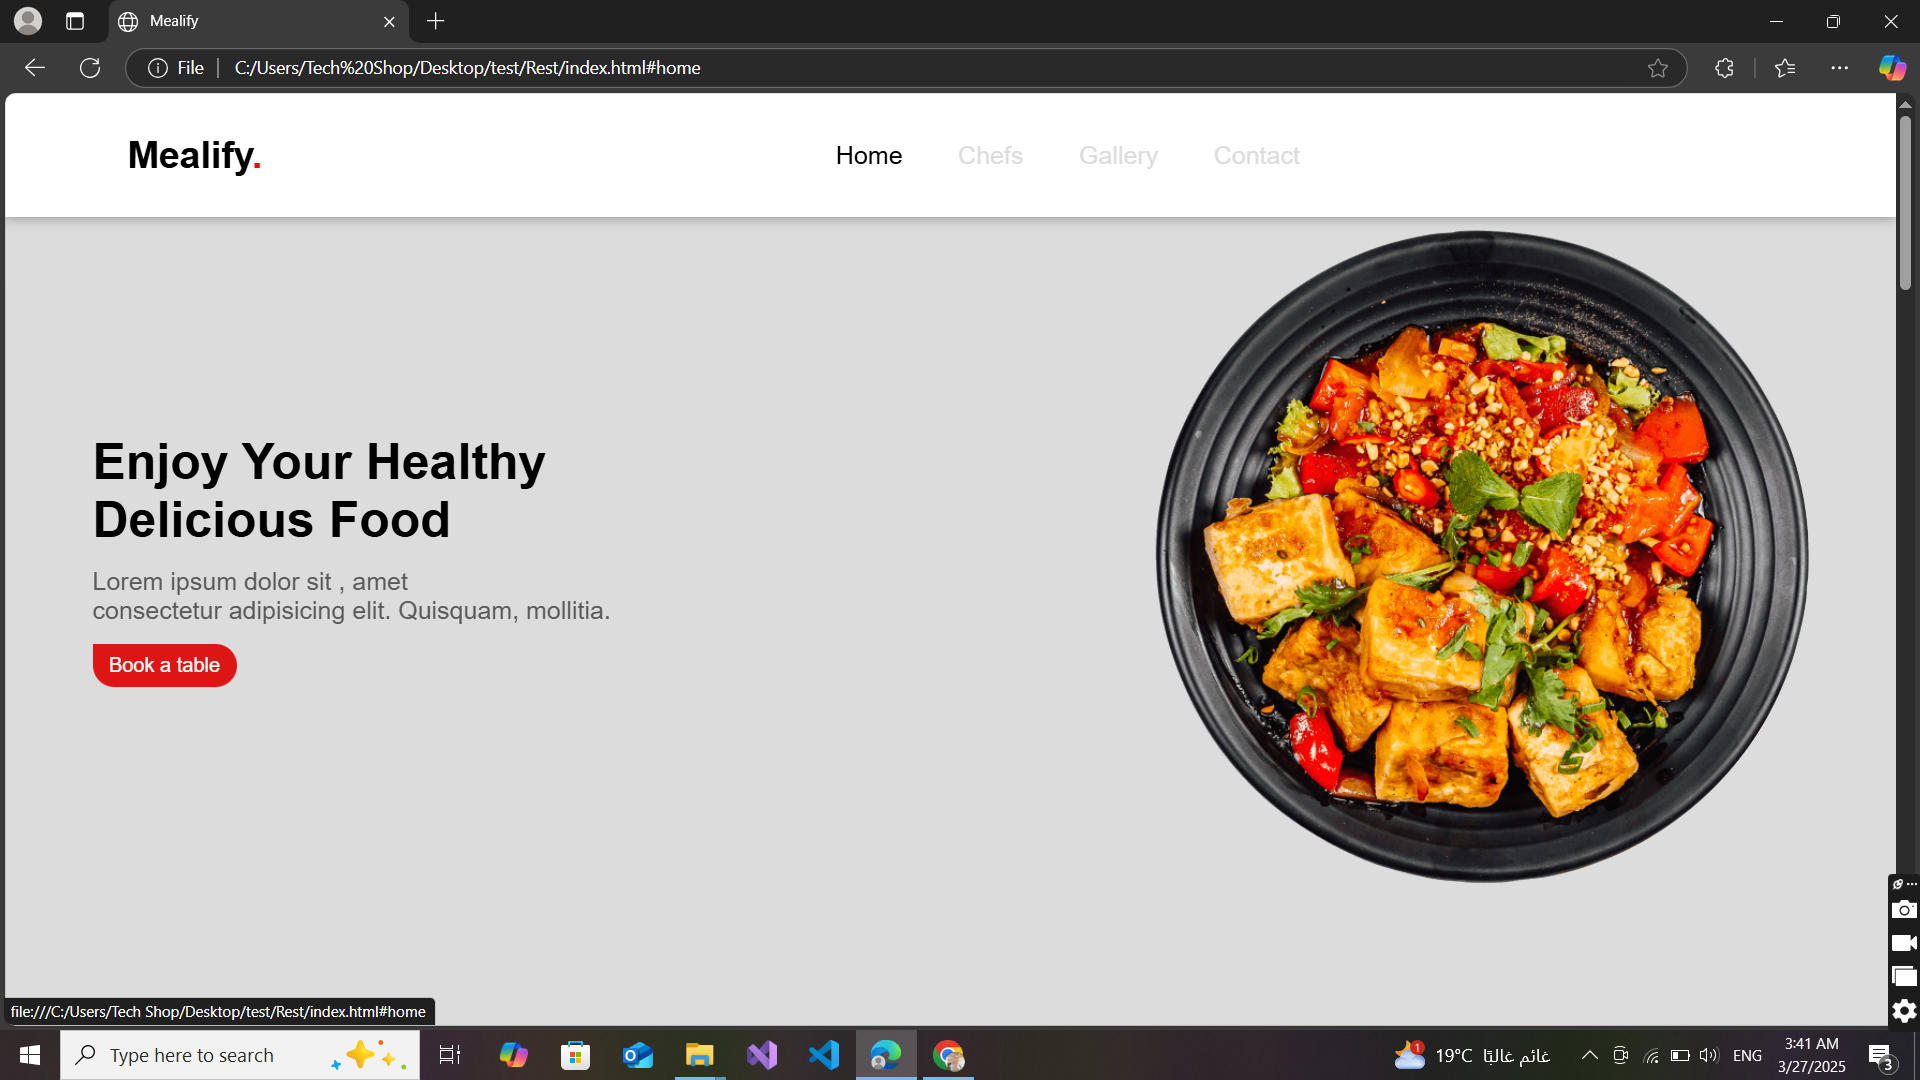 Mealify
File
C:/Users/Tech%20Shop/Desktop/test/Rest/index.html#home
Mealify.
Home
Chefs
Gallery
Contact
Enjoy Your Healthy
Delicious Food
Lorem ipsum dolor sit , amet
consectetur adipisicing elit. Quisquam, mollitia.
Book a table
file:///C:/Users/Tech Shop/Desktop/test/Rest/index.html#home
Type here to search
1
19°C غائم غالبًا
ENG
3:41 AM
3/27/2025
3